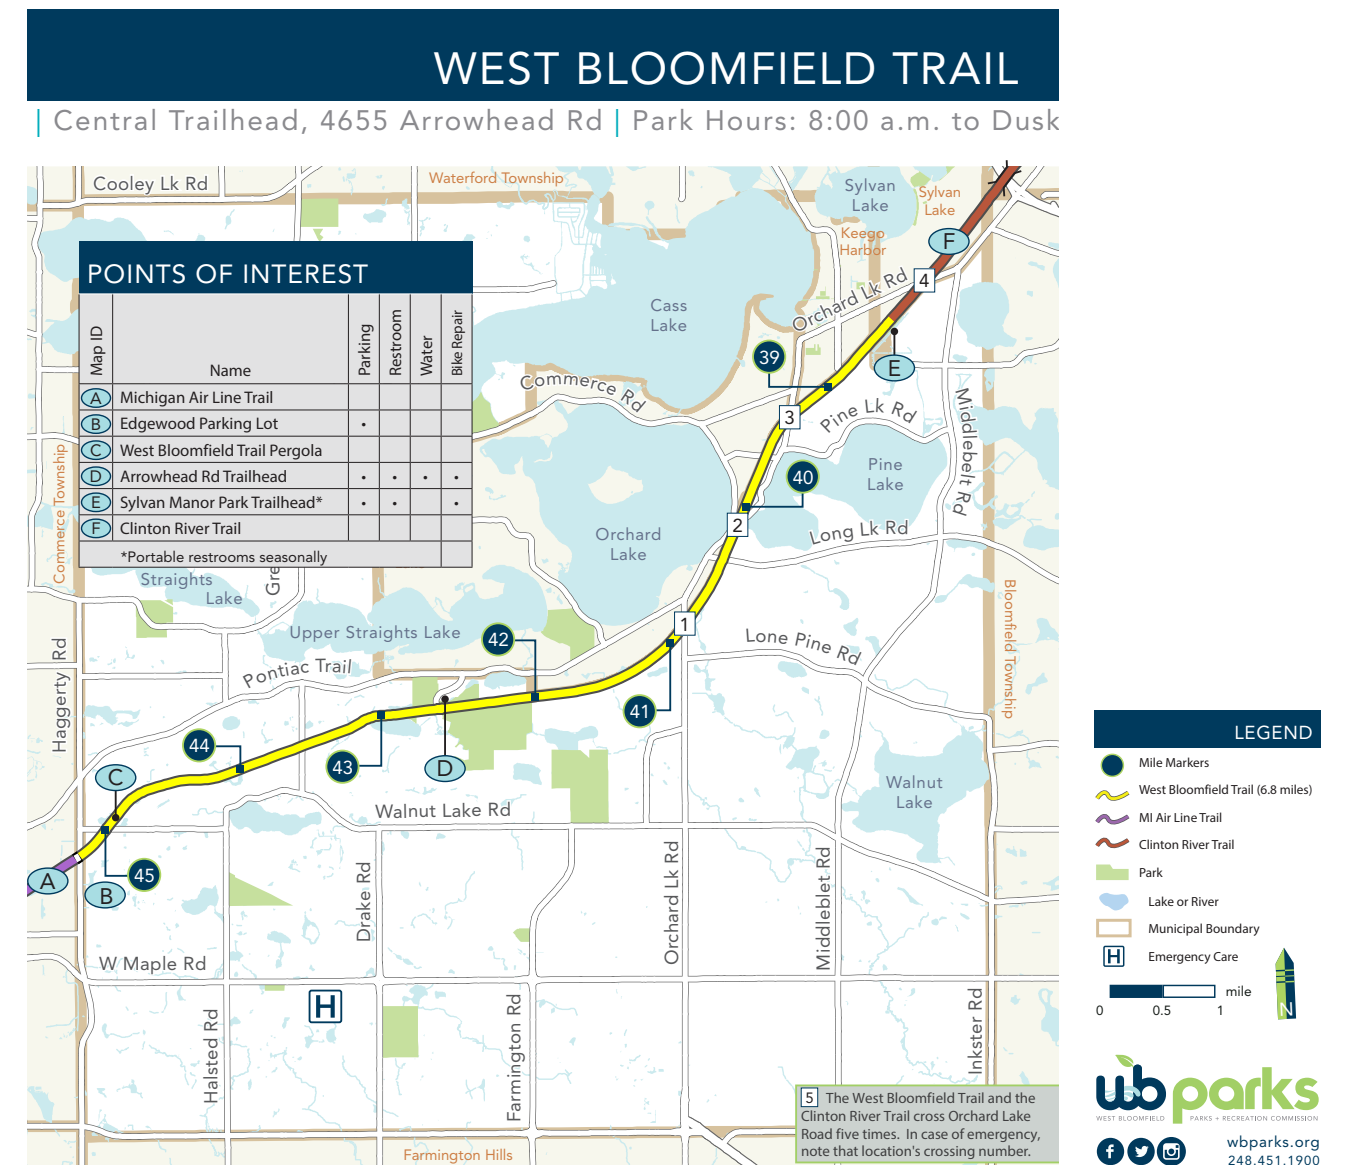 WEST BLOOMFIELD TRAIL
| Central Trailhead, 4655 Arrowhead Rd | Park Hours: 8:00 a.m. to Dusk
Cooley Lk Rd
Waterford Township
Sylvan
Lake
Sylvan
Lake
Keego
Harbor
F
4
Orchard Lk Rd
Cass
Lake
E
39
Commerce Rd
3
Pine Lk Rd
Middlebelt Rd
40
Pine
Lake
2
Long Lk Rd
Orchard
Lake
POINTS OF INTEREST
Map ID
Name
Parking
Restroom
Water
Bike Repair
A Michigan Air Line Trail
B Edgewood Parking Lot •
C West Bloomfield Trail Pergola
D Arrowhead Rd Trailhead • • • •
E Sylvan Manor Park Trailhead* • • •
F Clinton River Trail
*Portable restrooms seasonally
Commerce Township
Straights
Lake
Gre
Upper Straights Lake
42
1
Lone Pine Rd
Bloomfield Township
Haggerty Rd
Pontiac Trail
41
44
43
D
C
Walnut
Lake
Walnut Lake Rd
A
B
45
Drake Rd
Orchard Lk Rd
Middleblet Rd
W Maple Rd
H
Halsted Rd
Farmington Rd
Inkster Rd
Farmington Hills
5 The West Bloomfield Trail and the
Clinton River Trail cross Orchard Lake
Road five times. In case of emergency,
note that location's crossing number.
LEGEND
Mile Markers
West Bloomfield Trail (6.8 miles)
MI Air Line Trail
Clinton River Trail
Park
Lake or River
Municipal Boundary
H Emergency Care
mile
0 0.5 1
N
wb parks
WEST BLOOMFIELD PARKS + RECREATION COMMISSION
wbparks.org
248.451.1900